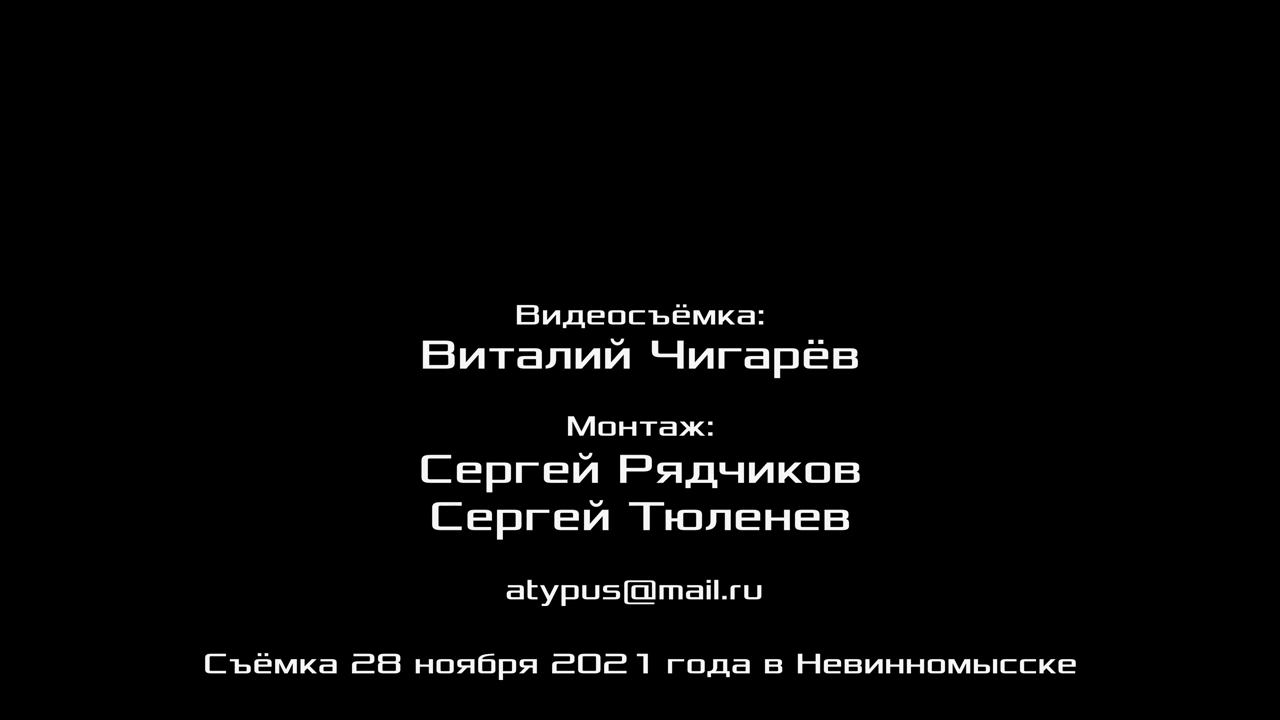 Видеосъёмка:
Виталий Чигарёв
Монтаж:
Сергей Рядчиков
Сергей Тюленев
atypus@mail.ru
Съёмка 28 ноября 2021 года в Невинномысске